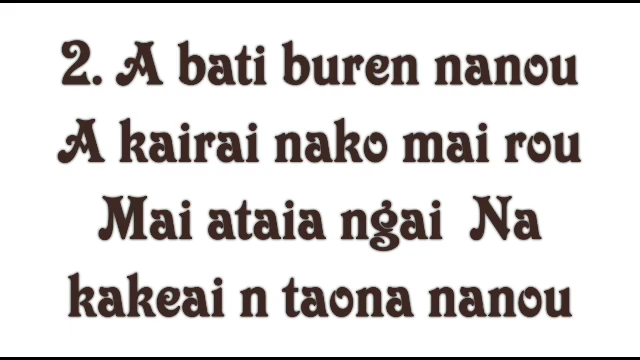 2. A bati buren nanou
A kairai nako mai rou
Mai ataia ngai Na
kakeai n taona nanou